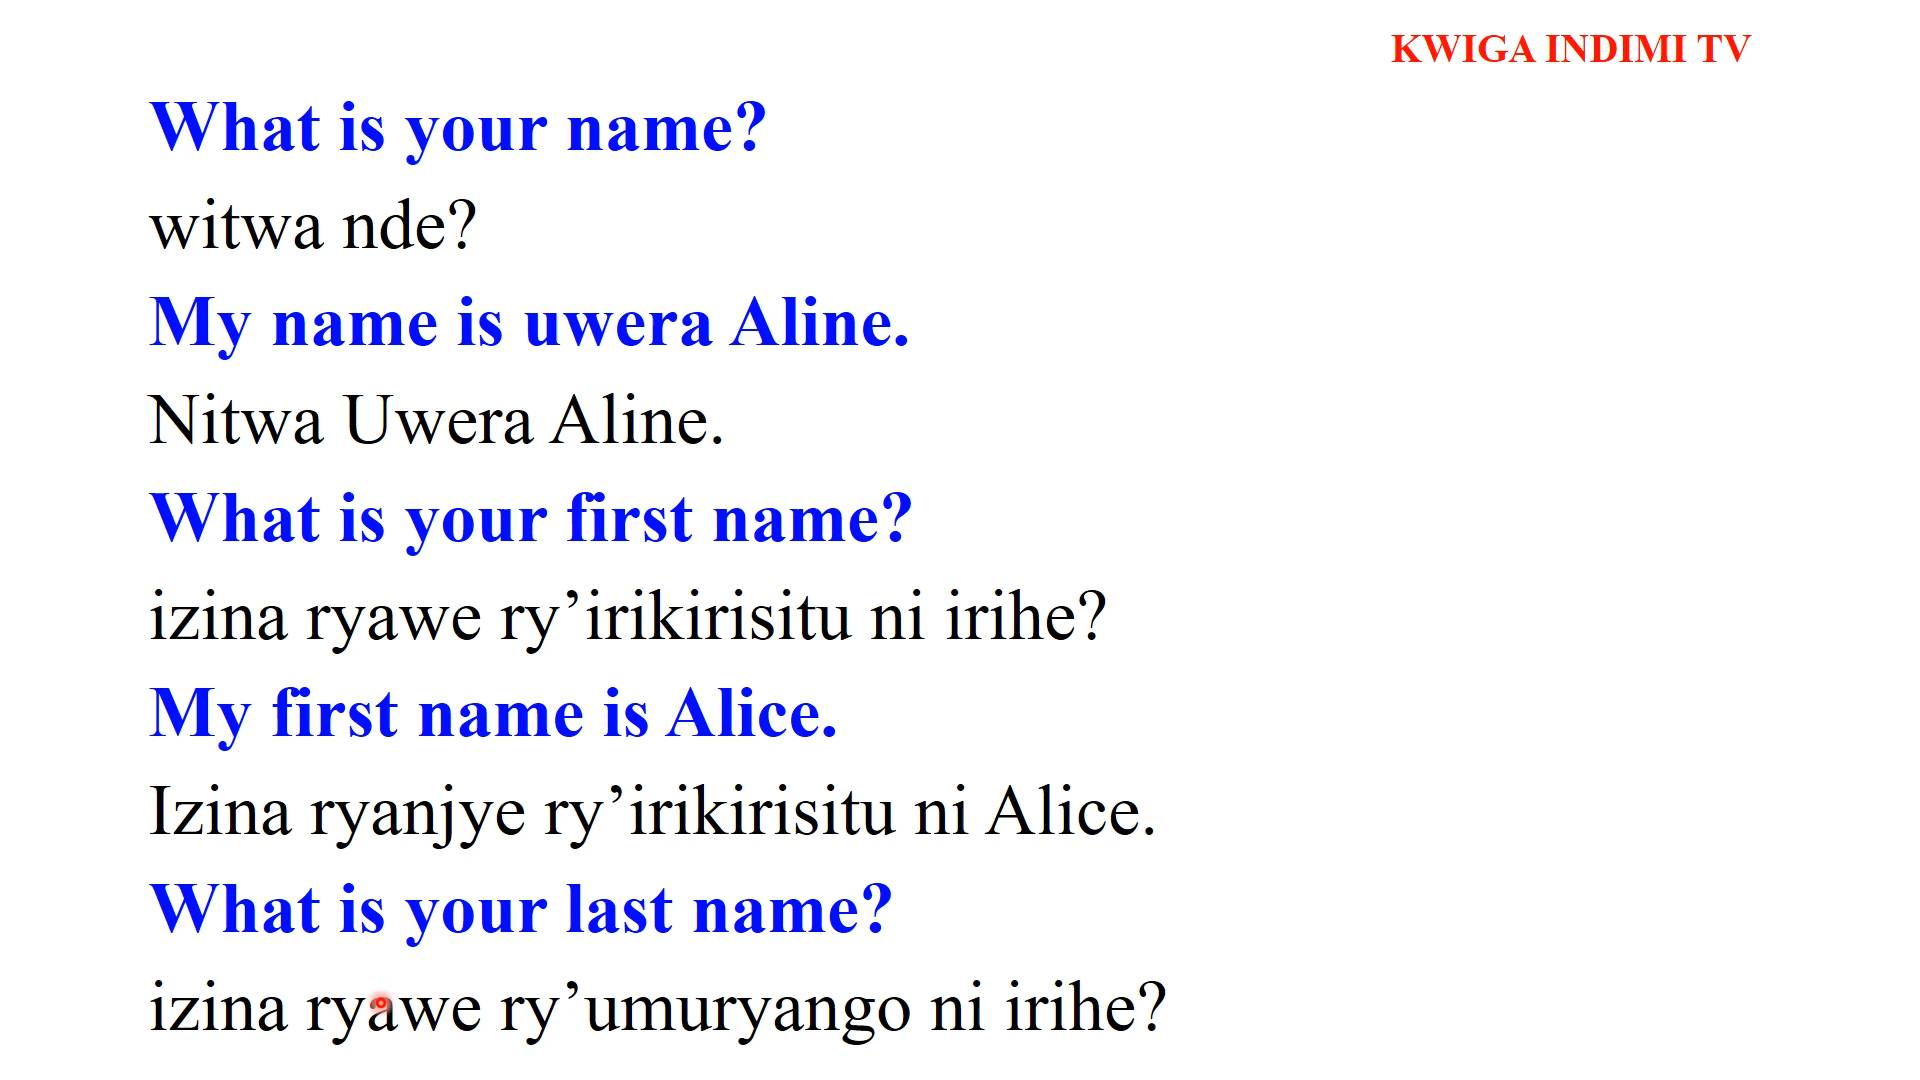 KWIGA INDIMI TV
What is your name?
witwa nde?
My name is uwera Aline.
Nitwa Uwera Aline.
What is your first name?
izina ryawe ry’irikirisitu ni irihe?
My first name is Alice.
Izina ryanjye ry’irikirisitu ni Alice.
What is your last name?
izina ryawe ry’umuryango ni irihe?